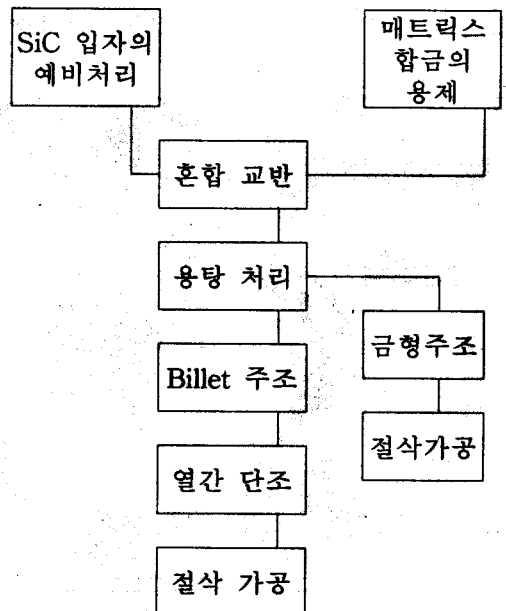 SiC 입자의
예비처리
매트릭스
합금의
용제
혼합 교반
용탕 처리
금형주조
Billet 주조
절삭가공
열간 단조
절삭 가공